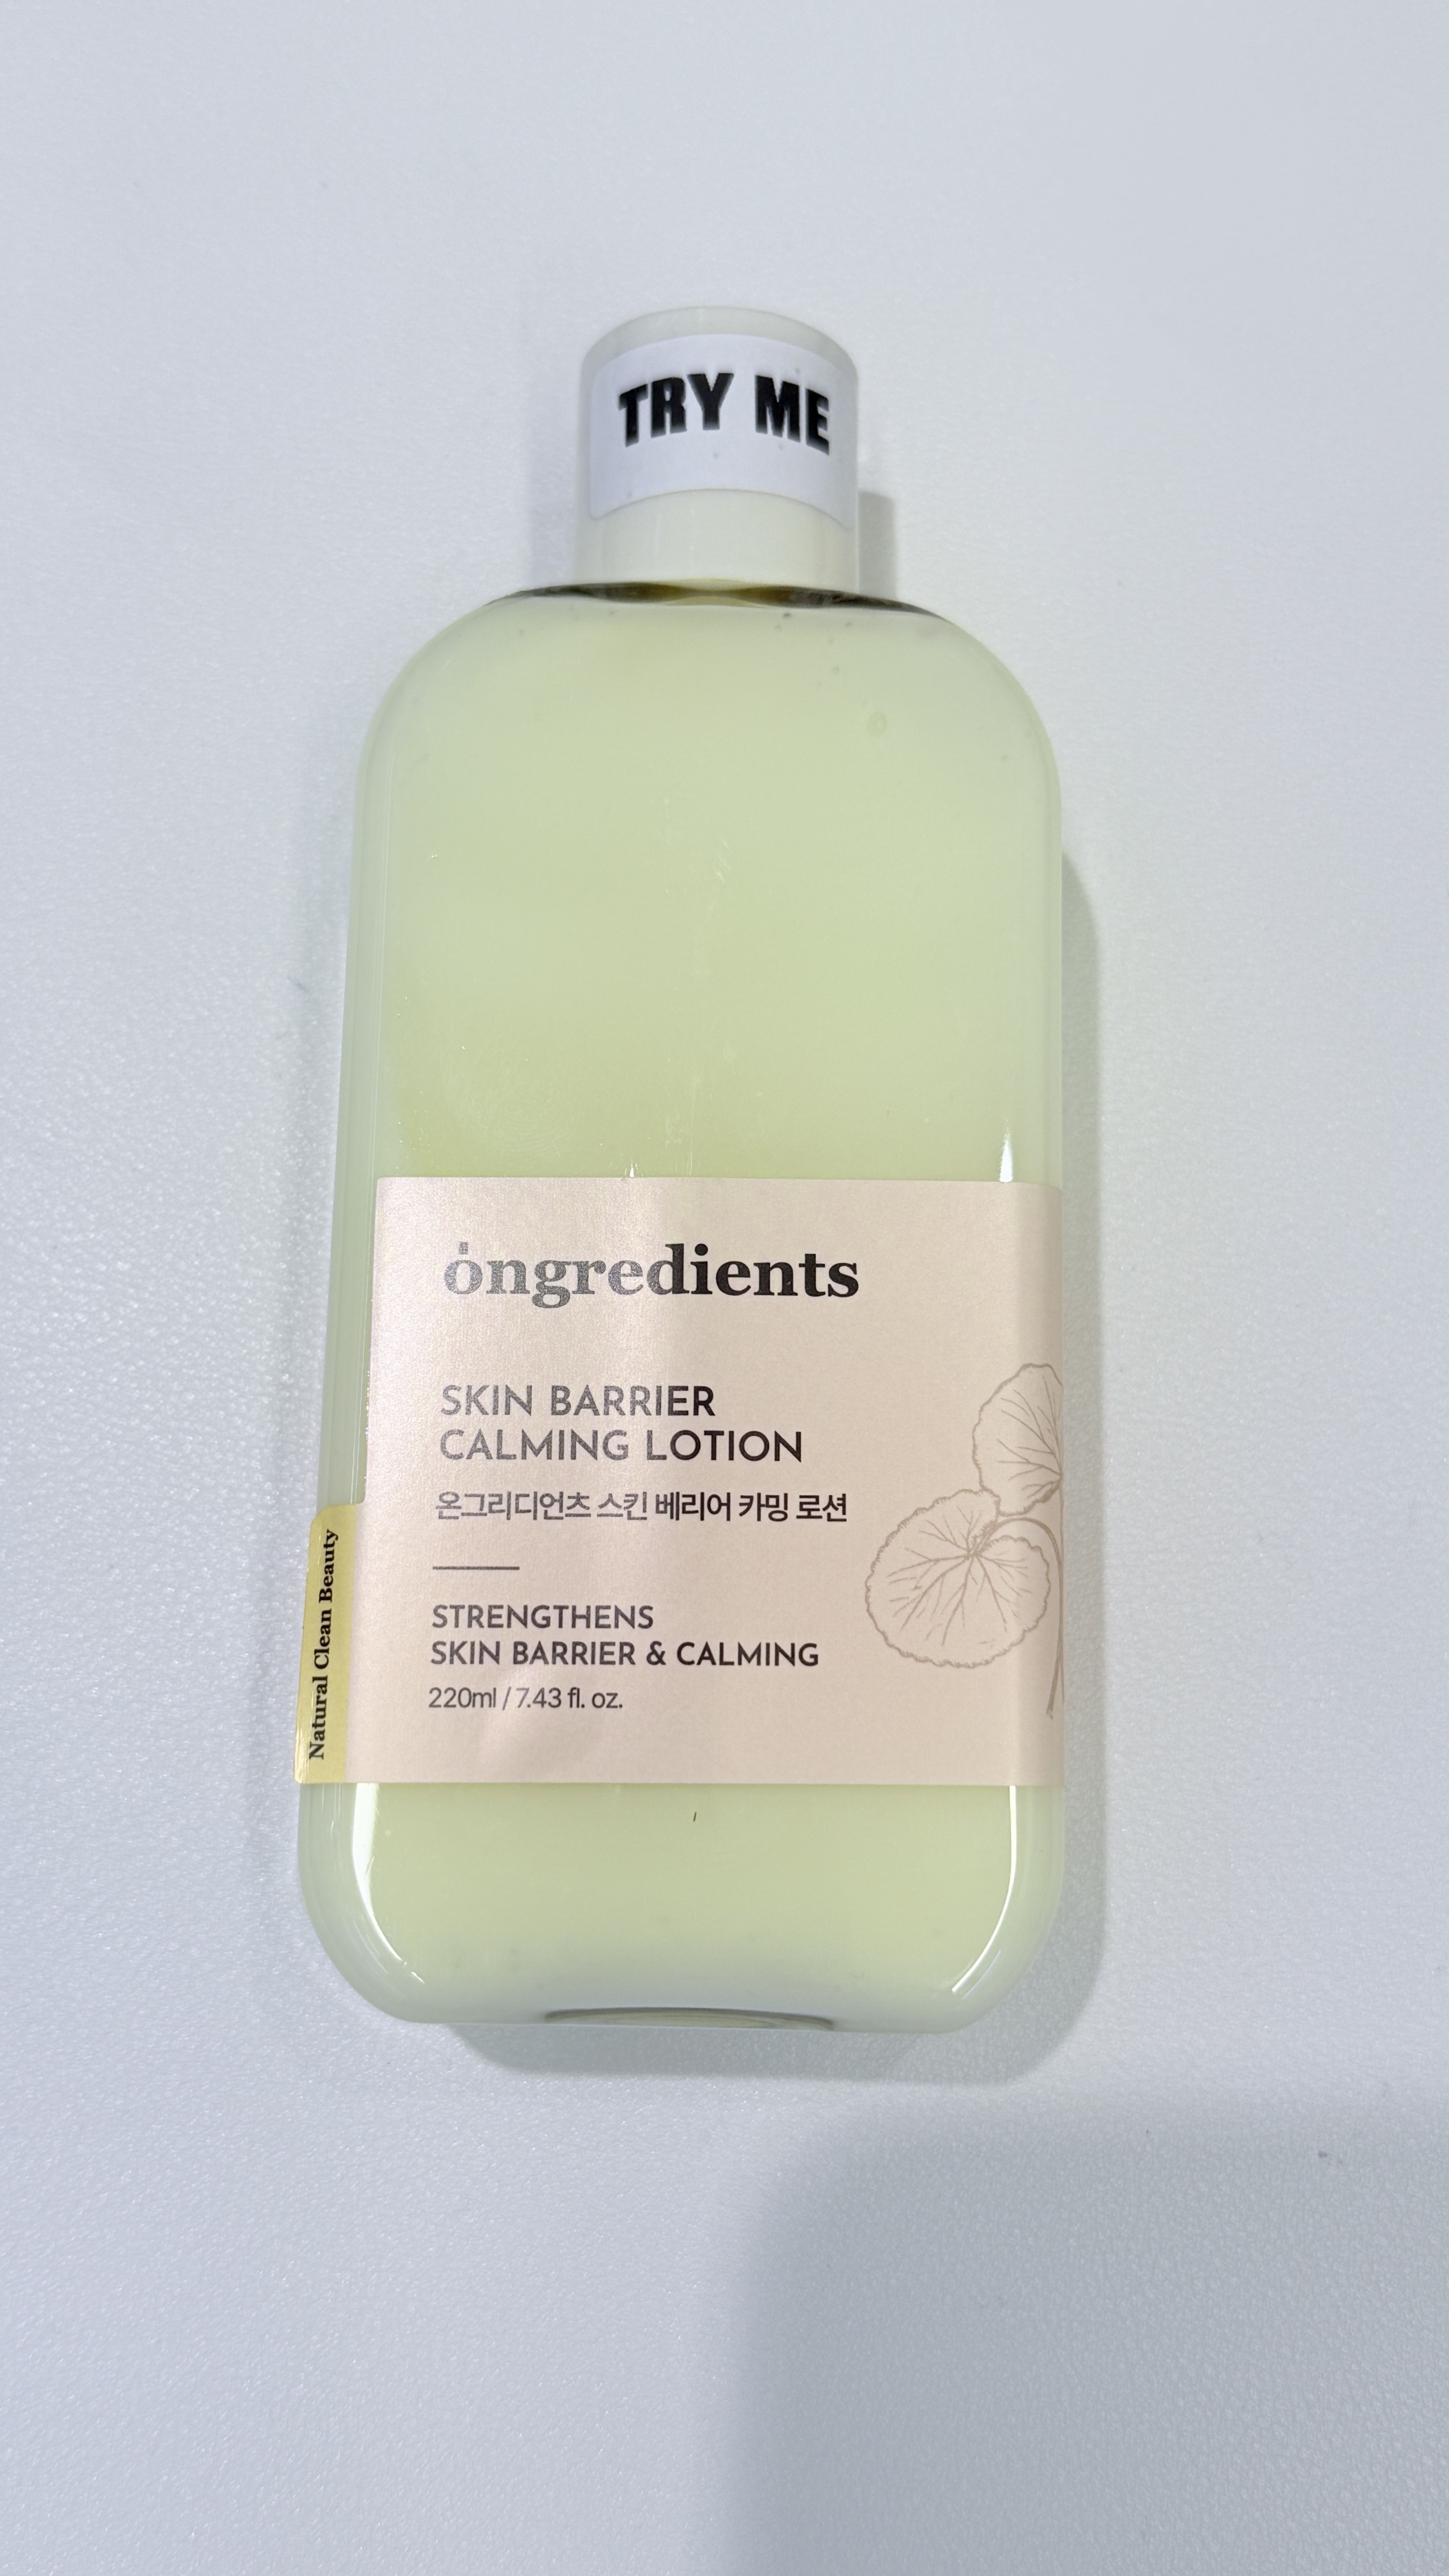 TRY ME
ongredients
SKIN BARRIER
CALMING LOTION
온그리디언츠 스킨 베리어 카밍 로션
STRENGTHENS
SKIN BARRIER & CALMING
220ml / 7.43 fl. oz.
Natural Clean Beauty